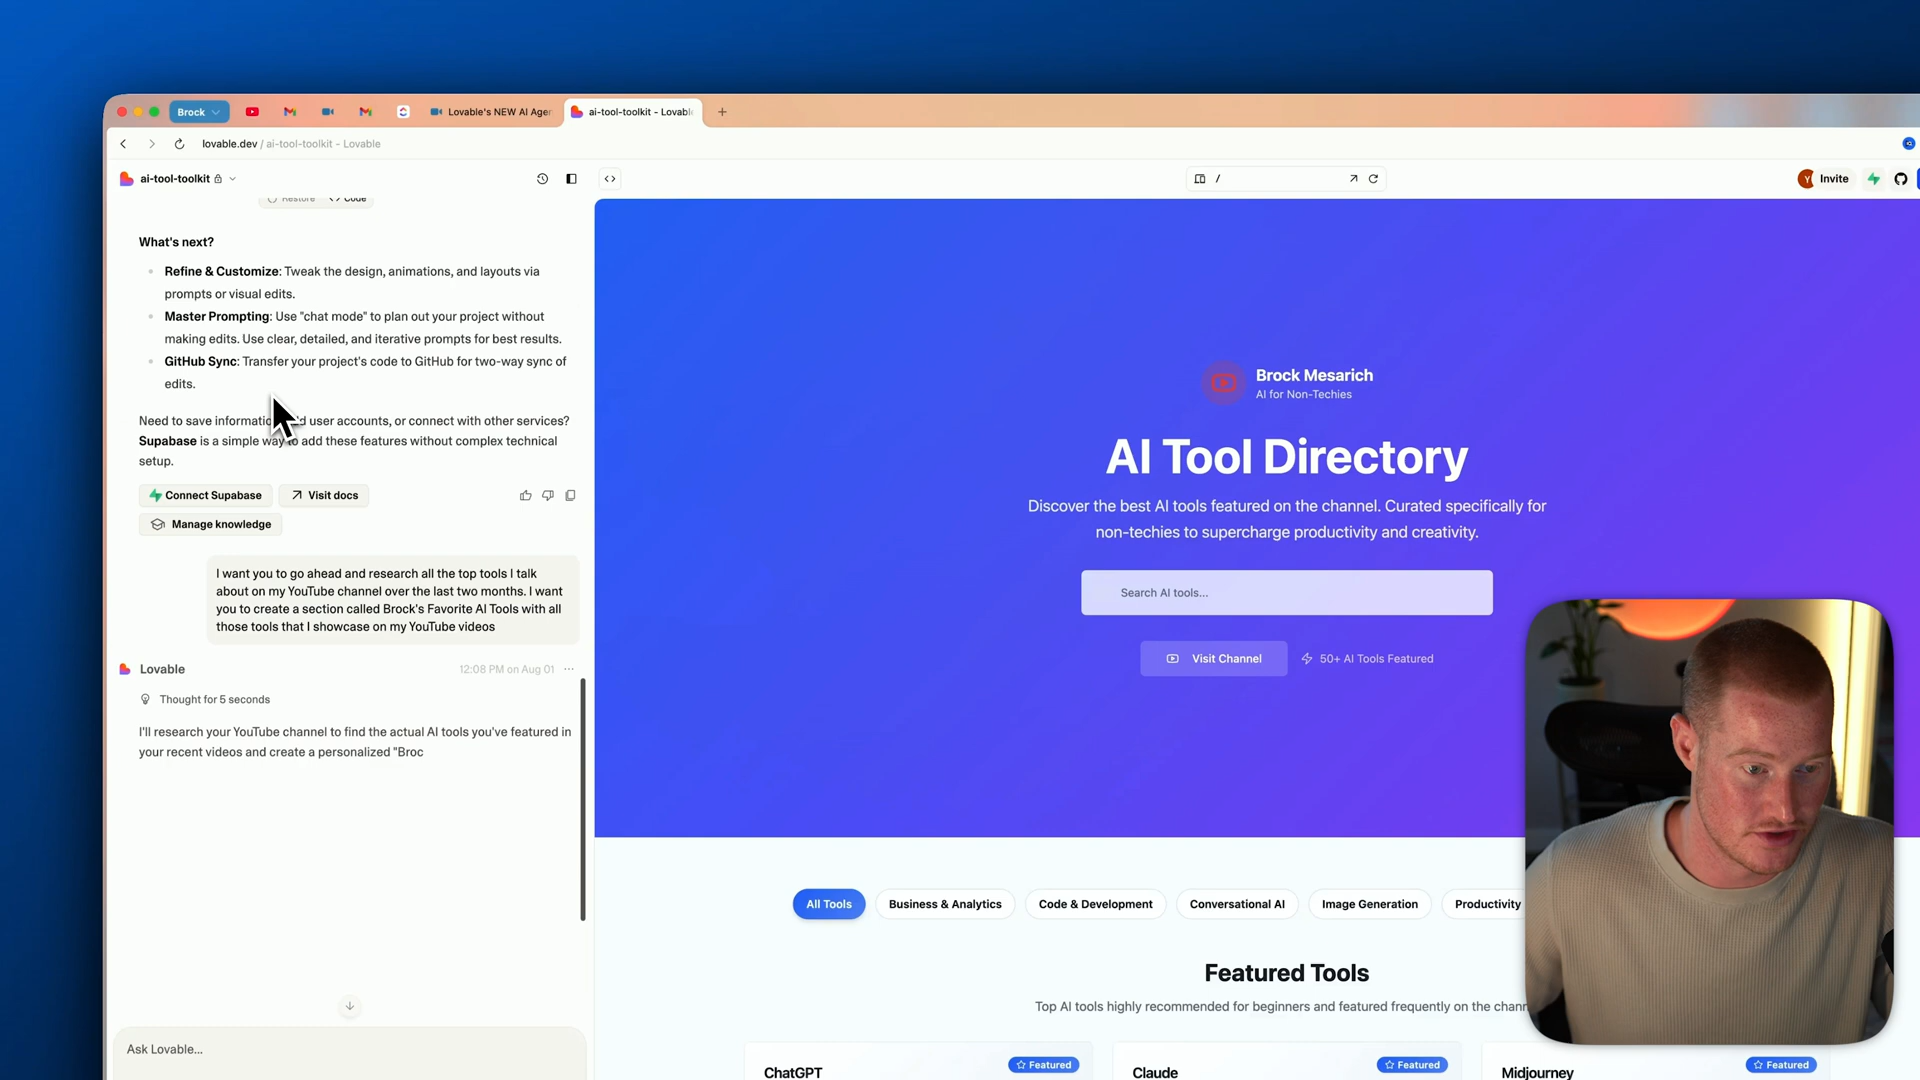 Brock
Lovable's NEW AI Agen
ai-tool-toolkit - Lovabl
lovable.dev / ai-tool-toolkit - Lovable
ai-tool-toolkit
/
Invite
Restore
Code
What's next?
Refine & Customize: Tweak the design, animations, and layouts via
prompts or visual edits.
Master Prompting: Use "chat mode" to plan out your project without
making edits. Use clear, detailed, and iterative prompts for best results.
GitHub Sync: Transfer your project's code to GitHub for two-way sync of
edits.
Need to save informatio d user accounts, or connect with other services?
Supabase is a simple way to add these features without complex technical
setup.
Connect Supabase
Visit docs
Manage knowledge
I want you to go ahead and research all the top tools I talk
about on my YouTube channel over the last two months. I want
you to create a section called Brock's Favorite AI Tools with all
those tools that I showcase on my YouTube videos
Lovable
12:08 PM on Aug 01
Thought for 5 seconds
I'll research your YouTube channel to find the actual AI tools you've featured in
your recent videos and create a personalized "Broc
Ask Lovable...
Brock Mesarich
AI for Non-Techies
AI Tool Directory
Discover the best AI tools featured on the channel. Curated specifically for
non-techies to supercharge productivity and creativity.
Search AI tools...
Visit Channel
50+ AI Tools Featured
All Tools
Business & Analytics
Code & Development
Conversational AI
Image Generation
Productivity
Featured Tools
Top AI tools highly recommended for beginners and featured frequently on the chann
ChatGPT
Featured
Claude
Featured
Midjourney
Featured